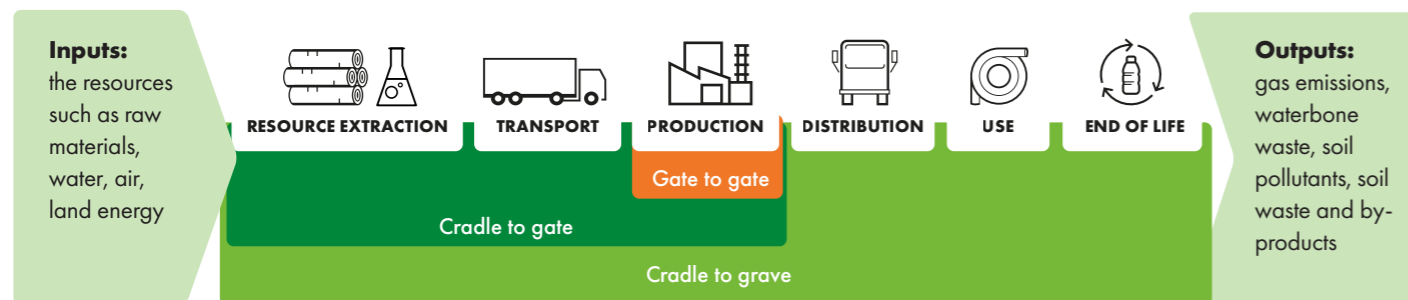 Inputs:
the resources
such as raw
materials,
water, air,
land energy
RESOURCE EXTRACTION
TRANSPORT
PRODUCTION
DISTRIBUTION
USE
END OF LIFE
Gate to gate
Cradle to gate
Cradle to grave
Outputs:
gas emissions,
waterbone
waste, soil
pollutants, soil
waste and by-
products